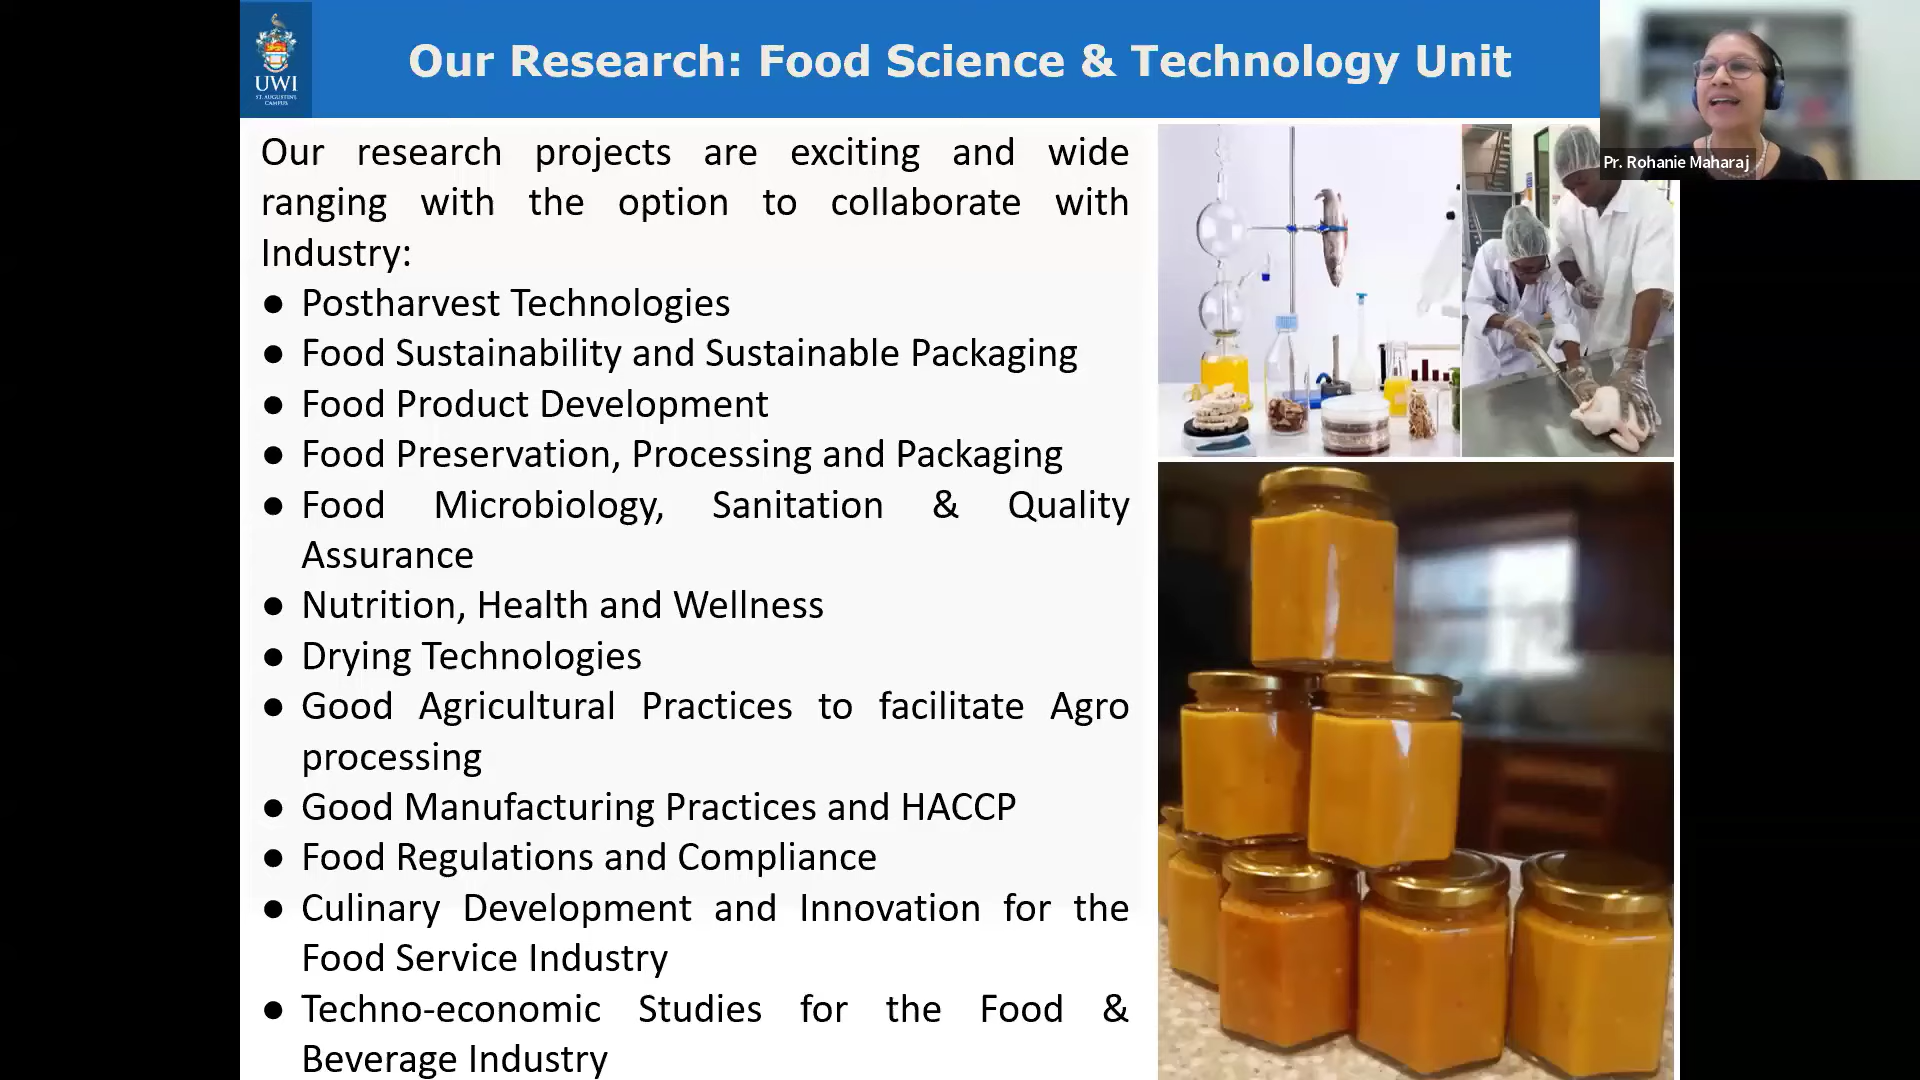 UWI
ST. AUGUSTINE
CAMPUS
Our Research: Food Science & Technology Unit
Pr. Rohanie Maharaj
Our research projects are exciting and wide
ranging with the option to collaborate with
Industry:
● Postharvest Technologies
● Food Sustainability and Sustainable Packaging
● Food Product Development
● Food Preservation, Processing and Packaging
● Food Microbiology, Sanitation & Quality
Assurance
● Nutrition, Health and Wellness
● Drying Technologies
● Good Agricultural Practices to facilitate Agro
processing
● Good Manufacturing Practices and HACCP
● Food Regulations and Compliance
● Culinary Development and Innovation for the
Food Service Industry
● Techno-economic Studies for the Food &
Beverage Industry